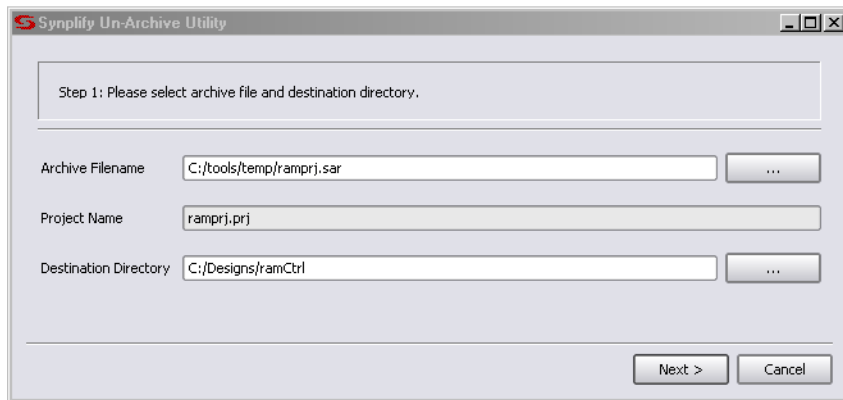 Synplify Un-Archive Utility
Step 1: Please select archive file and destination directory.
Archive Filename C:/tools/temp/ramprj.sar ...
Project Name ramprj.prj
Destination Directory C:/Designs/ramCtrl ...
Next > Cancel